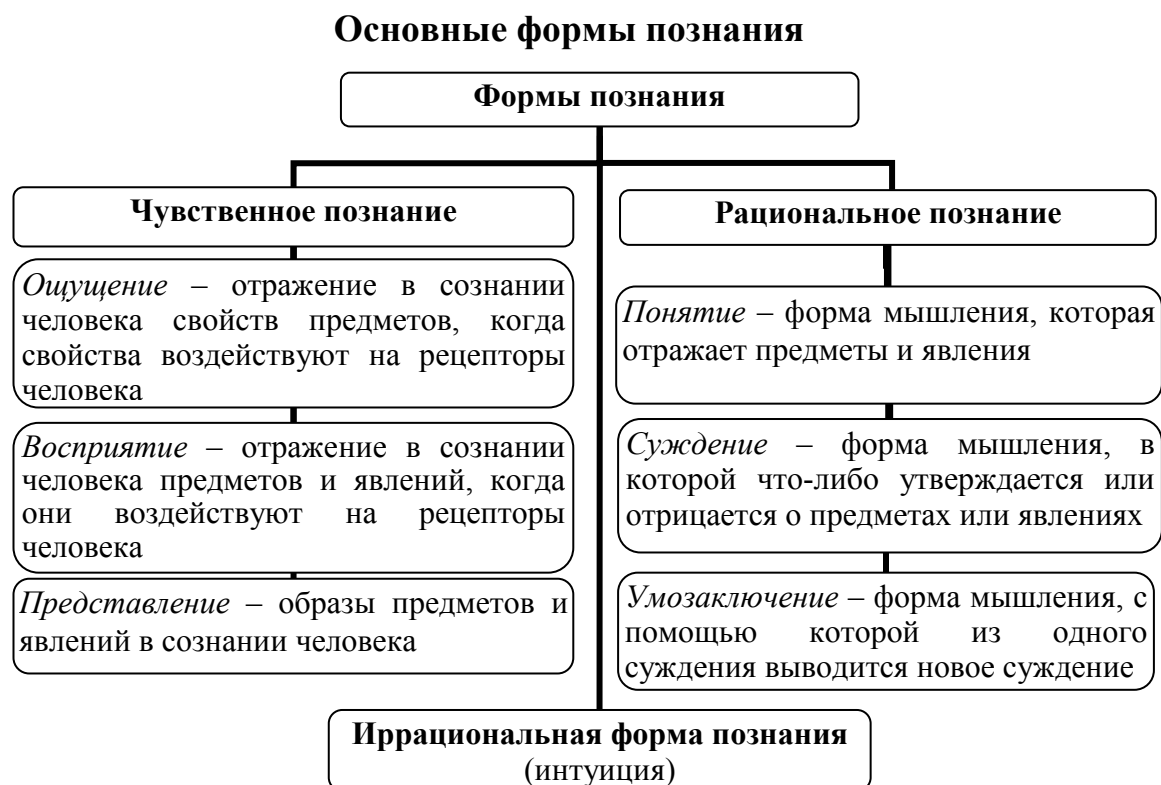 Основные формы познания
Формы познания
Чувственное познание
Ощущение – отражение в сознании
человека свойств предметов, когда
свойства воздействуют на рецепторы
человека
Восприятие – отражение в сознании
человека предметов и явлений, когда
они воздействуют на рецепторы
человека
Представление – образы предметов и
явлений в сознании человека
Рациональное познание
Понятие – форма мышления, которая
отражает предметы и явления
Суждение – форма мышления, в
которой что-либо утверждается или
отрицается о предметах или явлениях
Умозаключение – форма мышления, с
помощью которой из одного
суждения выводится новое суждение
Иррациональная форма познания
(интуиция)